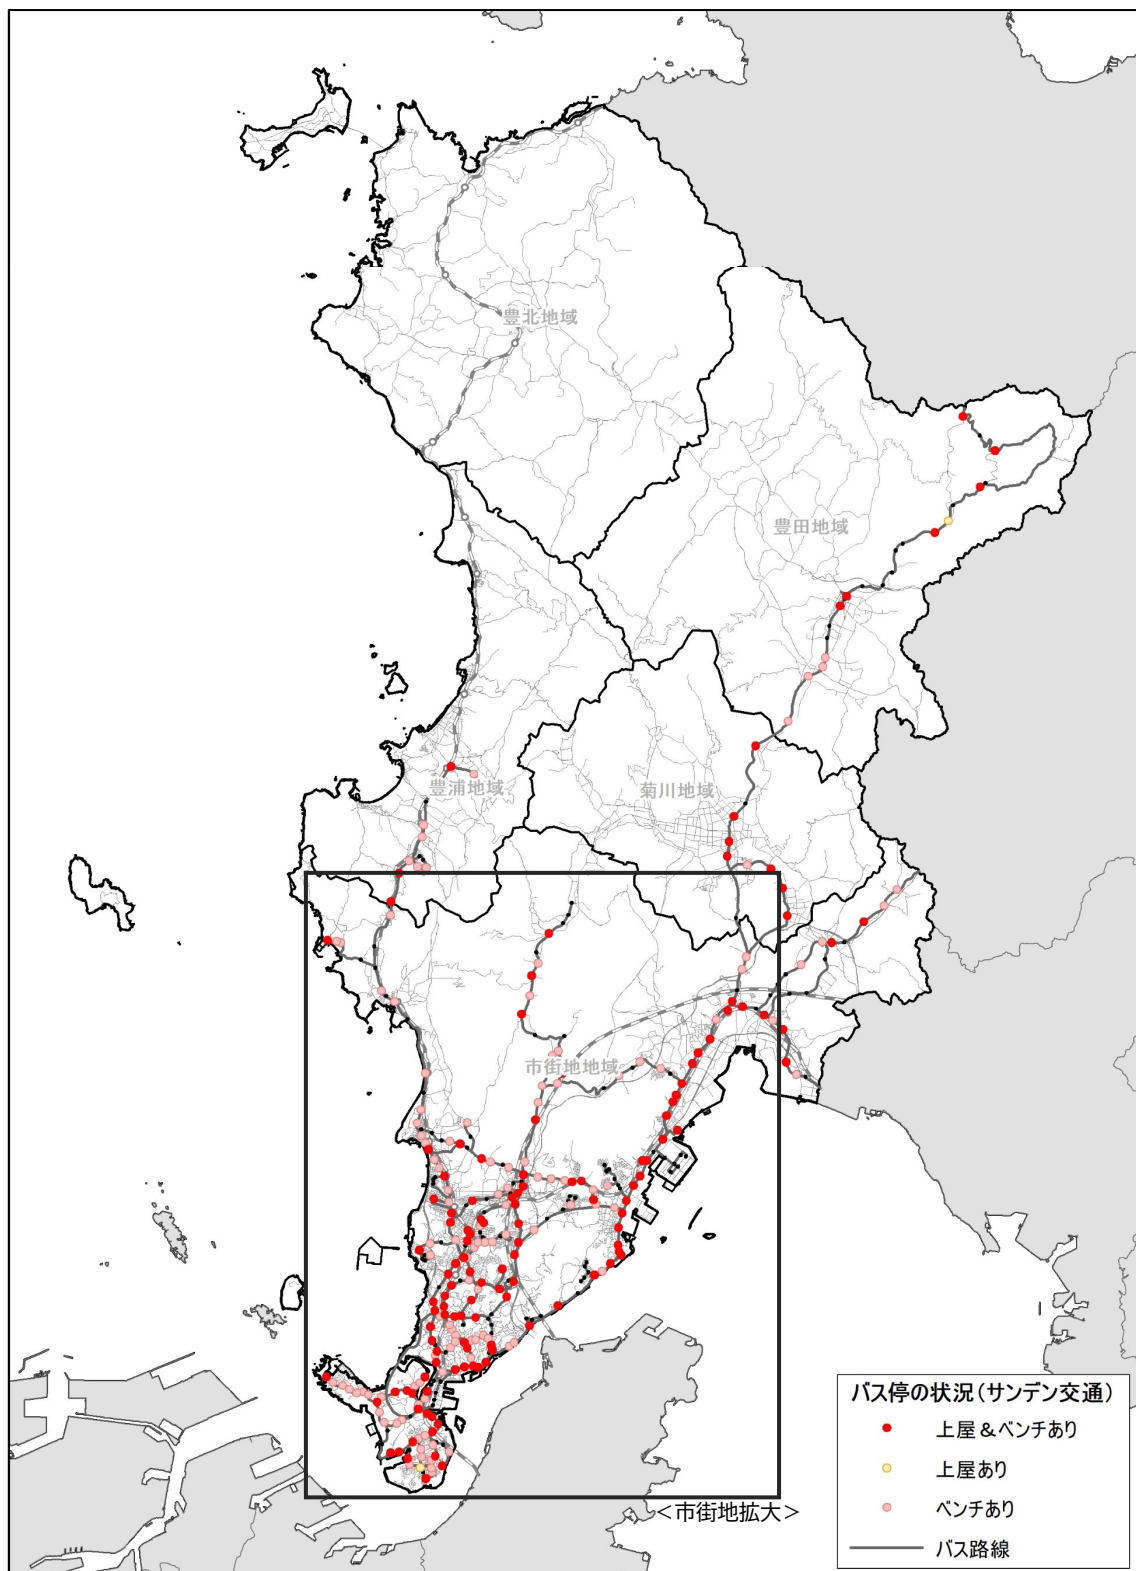 豊北地域
豊田地域
豊浦地域
菊川地域
市街地地域
<市街地拡大>
バス停の状況(サンデン交通)
上屋&ベンチあり
上屋あり
ベンチあり
バス路線